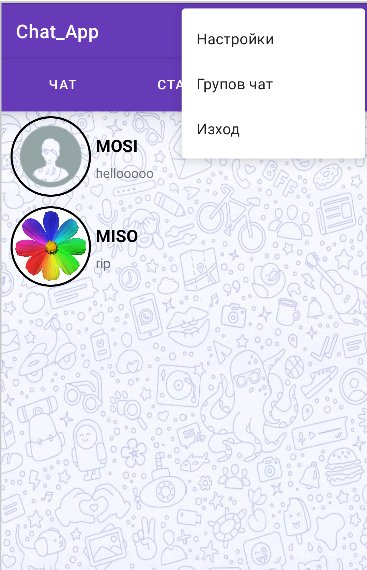 Chat_App
Настройки
Групов чат
Изход
ЧАТ
СТА
MOSI
hellooooo
MISO
rip